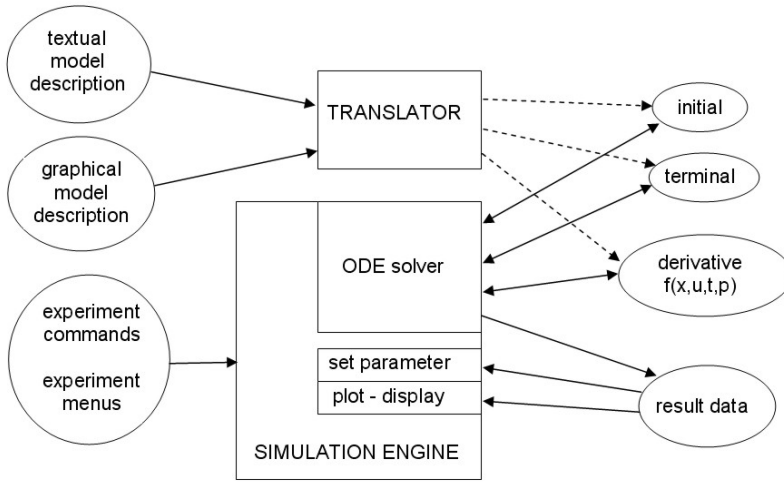 textual
model
description
graphical
model
description
experiment
commands
experiment
menus
TRANSLATOR
ODE solver
set parameter
plot - display
SIMULATION ENGINE
initial
terminal
derivative
f(x,u,t,p)
result data